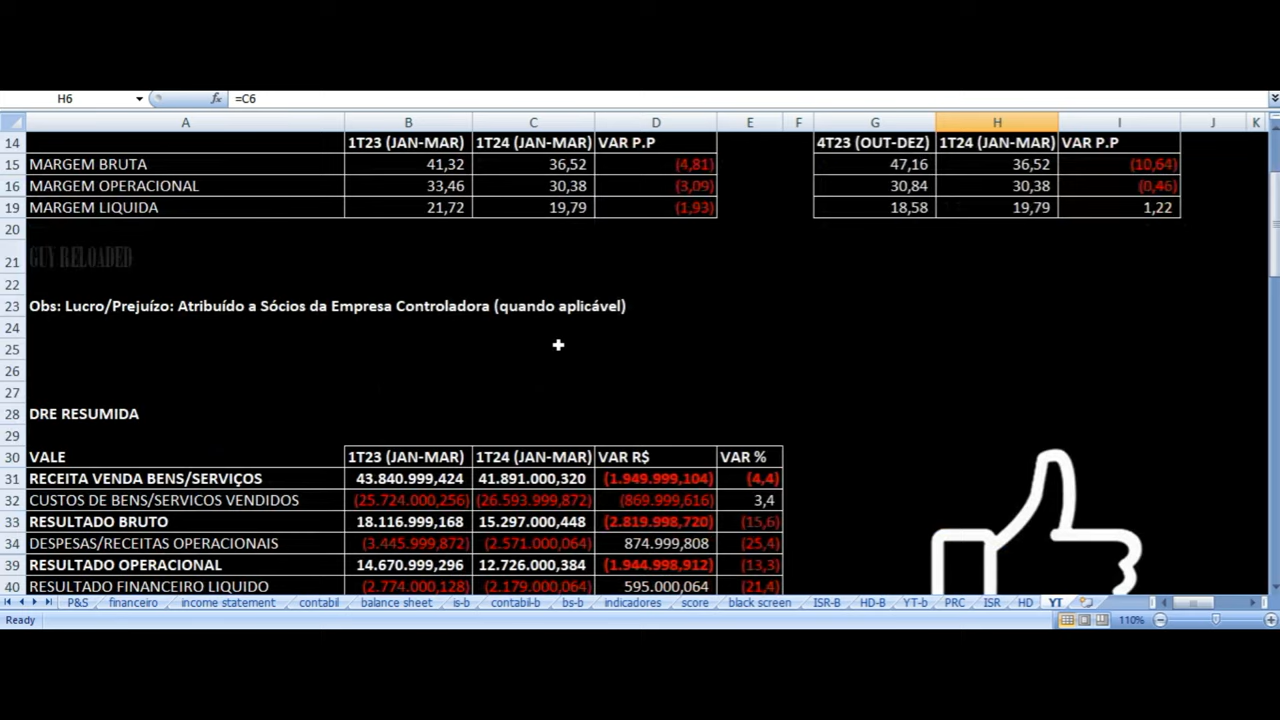 H6 fx =C6
A B C D E F G H I J K
14 1T23 (JAN-MAR) 1T24 (JAN-MAR) VAR P.P 4T23 (OUT-DEZ) 1T24 (JAN-MAR) VAR P.P
15 MARGEM BRUTA 41,32 36,52 (4,81) 47,16 36,52 (10,64)
16 MARGEM OPERACIONAL 33,46 30,38 (3,09) 30,84 30,38 (0,46)
19 MARGEM LIQUIDA 21,72 19,79 (1,93) 18,58 19,79 1,22
20
21 GUY RELOADED
22
23 Obs: Lucro/Prejuízo: Atribuído a Sócios da Empresa Controladora (quando aplicável)
24
25
26
27
28 DRE RESUMIDA
29
30 VALE 1T23 (JAN-MAR) 1T24 (JAN-MAR) VAR R$ VAR %
31 RECEITA VENDA BENS/SERVIÇOS 43.840.999,424 41.891.000,320 (1.949.999,104) (4,4)
32 CUSTOS DE BENS/SERVICOS VENDIDOS (25.724.000,256) (26.593.999,872) (869.999,616) 3,4
33 RESULTADO BRUTO 18.116.999,168 15.297.000,448 (2.819.998,720) (15,6)
34 DESPESAS/RECEITAS OPERACIONAIS (3.445.999,872) (2.571.000,064) 874.999,808 (25,4)
39 RESULTADO OPERACIONAL 14.670.999,296 12.726.000,384 (1.944.998,912) (13,3)
40 RESULTADO FINANCEIRO LIQUIDO (2.774.000,128) (2.179.000,064) 595.000,064 (21,4)
P&S financeiro income statement contabil balance sheet is-b contabil-b bs-b indicadores score black screen ISR-B HD-B YT-b PRC ISR HD YT
Ready 110%